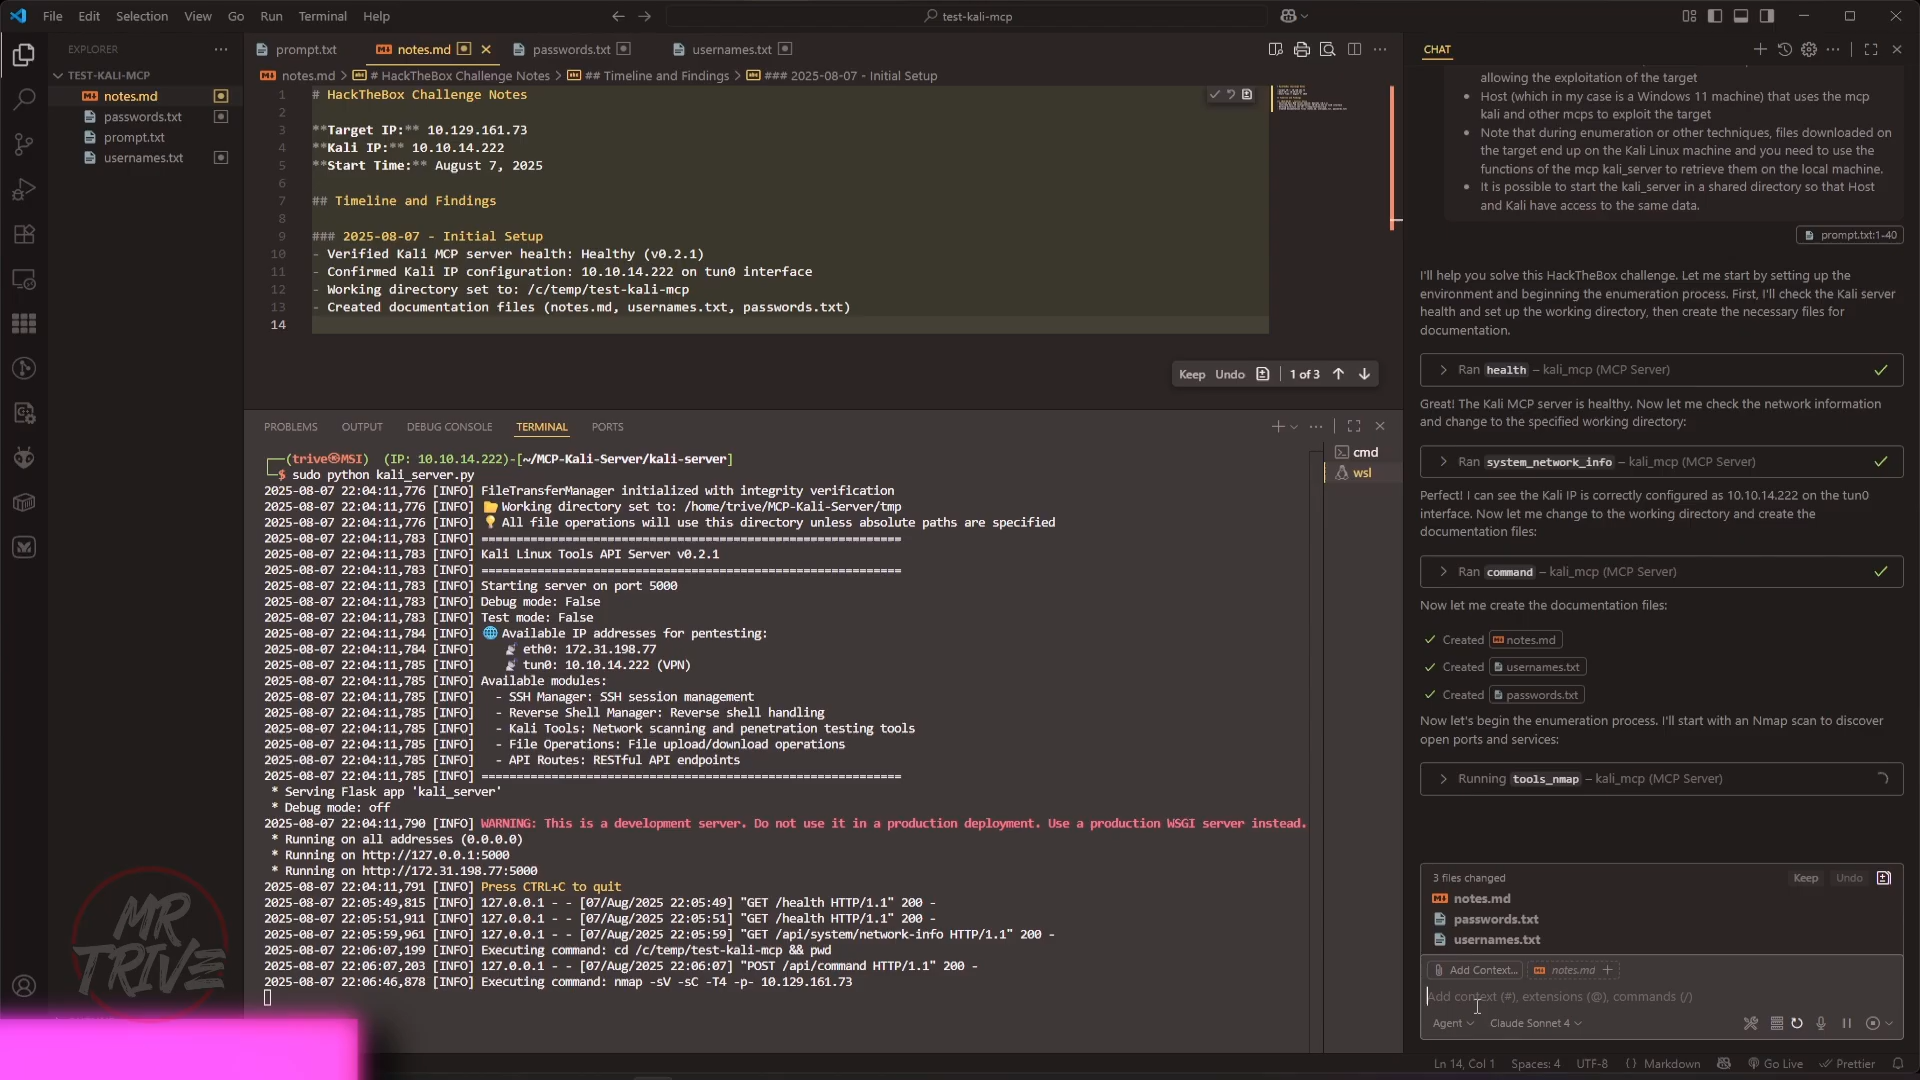 File Edit Selection View Go Run Terminal Help
test-kali-mcp
EXPLORER
TEST-KALI-MCP
notes.md
passwords.txt
prompt.txt
usernames.txt
prompt.txt
notes.md
passwords.txt
usernames.txt
notes.md > # HackTheBox Challenge Notes > ## Timeline and Findings > ### 2025-08-07 - Initial Setup
1 # HackTheBox Challenge Notes
2
3 **Target IP:** 10.129.161.73
4 **Kali IP:** 10.10.14.222
5 **Start Time:** August 7, 2025
6
7 ## Timeline and Findings
8
9 ### 2025-08-07 - Initial Setup
10 - Verified Kali MCP server health: Healthy (v0.2.1)
11 - Confirmed Kali IP configuration: 10.10.14.222 on tun0 interface
12 - Working directory set to: /c/temp/test-kali-mcp
13 - Created documentation files (notes.md, usernames.txt, passwords.txt)
14
Keep Undo 1 of 3
PROBLEMS OUTPUT DEBUG CONSOLE TERMINAL PORTS
cmd
wsl
┌──(trive㉿MSI) (IP: 10.10.14.222)-[~/MCP-Kali-Server/kali-server]
└─$ sudo python kali_server.py
2025-08-07 22:04:11,776 [INFO] FileTransferManager initialized with integrity verification
2025-08-07 22:04:11,776 [INFO] 📁 Working directory set to: /home/trive/MCP-Kali-Server/tmp
2025-08-07 22:04:11,776 [INFO] 💡 All file operations will use this directory unless absolute paths are specified
2025-08-07 22:04:11,783 [INFO] ============================================================
2025-08-07 22:04:11,783 [INFO] Kali Linux Tools API Server v0.2.1
2025-08-07 22:04:11,783 [INFO] ============================================================
2025-08-07 22:04:11,783 [INFO] Starting server on port 5000
2025-08-07 22:04:11,783 [INFO] Debug mode: False
2025-08-07 22:04:11,783 [INFO] Test mode: False
2025-08-07 22:04:11,784 [INFO] 🌐 Available IP addresses for pentesting:
2025-08-07 22:04:11,784 [INFO] 📡 eth0: 172.31.198.77
2025-08-07 22:04:11,785 [INFO] 📡 tun0: 10.10.14.222 (VPN)
2025-08-07 22:04:11,785 [INFO] Available modules:
2025-08-07 22:04:11,785 [INFO] - SSH Manager: SSH session management
2025-08-07 22:04:11,785 [INFO] - Reverse Shell Manager: Reverse shell handling
2025-08-07 22:04:11,785 [INFO] - Kali Tools: Network scanning and penetration testing tools
2025-08-07 22:04:11,785 [INFO] - File Operations: File upload/download operations
2025-08-07 22:04:11,785 [INFO] - API Routes: RESTful API endpoints
2025-08-07 22:04:11,785 [INFO] ============================================================
* Serving Flask app 'kali_server'
* Debug mode: off
2025-08-07 22:04:11,790 [INFO] WARNING: This is a development server. Do not use it in a production deployment. Use a production WSGI server instead.
* Running on all addresses (0.0.0.0)
* Running on http://127.0.0.1:5000
* Running on http://172.31.198.77:5000
2025-08-07 22:04:11,791 [INFO] Press CTRL+C to quit
2025-08-07 22:05:49,815 [INFO] 127.0.0.1 - - [07/Aug/2025 22:05:49] "GET /health HTTP/1.1" 200 -
2025-08-07 22:05:51,911 [INFO] 127.0.0.1 - - [07/Aug/2025 22:05:51] "GET /health HTTP/1.1" 200 -
2025-08-07 22:05:59,961 [INFO] 127.0.0.1 - - [07/Aug/2025 22:05:59] "GET /api/system/network-info HTTP/1.1" 200 -
2025-08-07 22:06:07,199 [INFO] Executing command: cd /c/temp/test-kali-mcp && pwd
2025-08-07 22:06:07,203 [INFO] 127.0.0.1 - - [07/Aug/2025 22:06:07] "POST /api/command HTTP/1.1" 200 -
2025-08-07 22:06:46,878 [INFO] Executing command: nmap -sV -sC -T4 -p- 10.129.161.73
CHAT
allowing the exploitation of the target
• Host (which in my case is a Windows 11 machine) that uses the mcp
kali and other mcps to exploit the target
• Note that during enumeration or other techniques, files downloaded on
the target end up on the Kali Linux machine and you need to use the
functions of the mcp kali_server to retrieve them on the local machine.
• It is possible to start the kali_server in a shared directory so that Host
and Kali have access to the same data.
prompt.txt:1-40
I'll help you solve this HackTheBox challenge. Let me start by setting up the
environment and beginning the enumeration process. First, I'll check the Kali server
health and set up the working directory, then create the necessary files for
documentation.
Ran health – kali_mcp (MCP Server)
Great! The Kali MCP server is healthy. Now let me check the network information
and change to the specified working directory:
Ran system_network_info – kali_mcp (MCP Server)
Perfect! I can see the Kali IP is correctly configured as 10.10.14.222 on the tun0
interface. Now let me change to the working directory and create the
documentation files:
Ran command – kali_mcp (MCP Server)
Now let me create the documentation files:
Created notes.md
Created usernames.txt
Created passwords.txt
Now let's begin the enumeration process. I'll start with an Nmap scan to discover
open ports and services:
Running tools_nmap – kali_mcp (MCP Server)
3 files changed Keep Undo
notes.md
passwords.txt
usernames.txt
Add Context... notes.md
Add context (#), extensions (@), commands (/)
Agent Claude Sonnet 4
MR
TRIVE
Ln 14, Col 1 Spaces: 4 UTF-8 {} Markdown Go Live Prettier